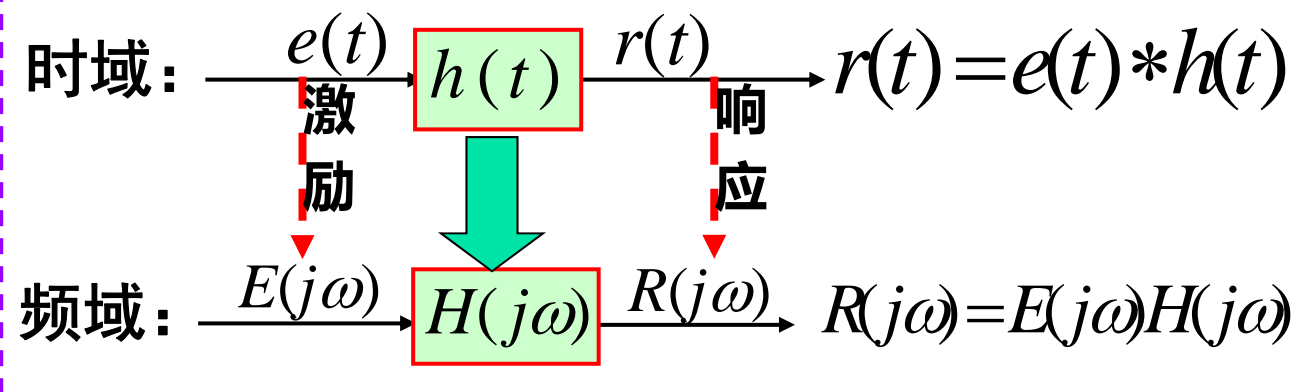 时域： e(t) h(t) r(t) r(t)=e(t)*h(t)
激励 响应
频域： E(jω) H(jω) R(jω) R(jω)=E(jω)H(jω)